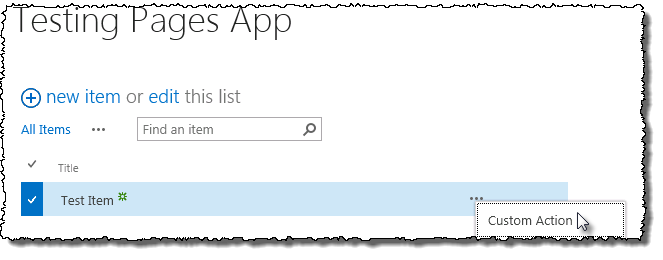 Testing Pages App
new item or edit this list
All Items ••• Find an item
Title
Test Item •••
Custom Action